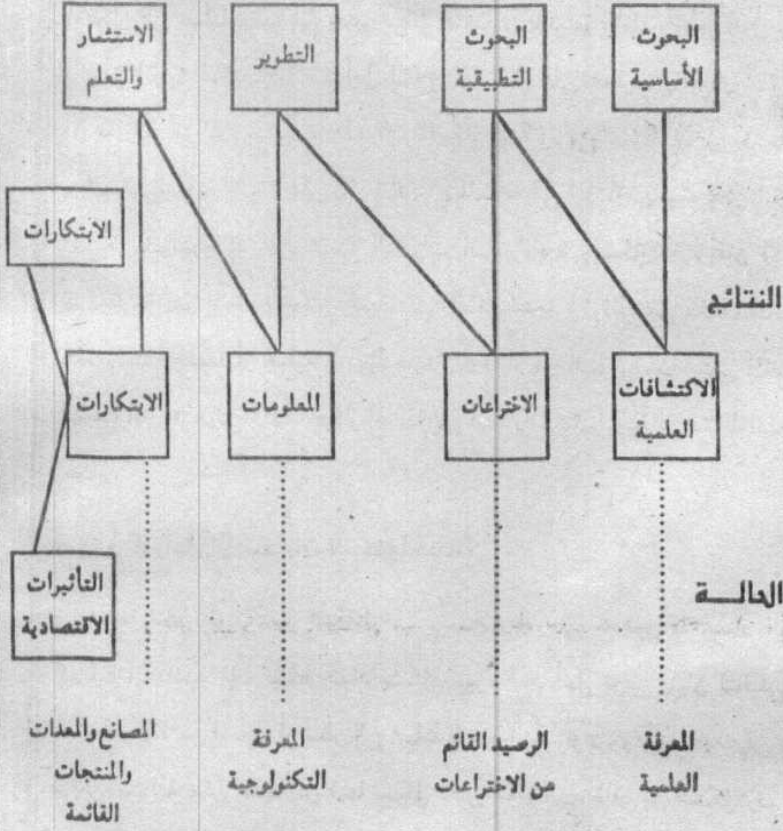 البحوث
الأساسية
البحوث
التطبيقية
التطوير
الاستثمار
والتعلم
الابتكارات
النتائج
الاكتشافات
العلمية
الاختراعات
المعلومات
الابتكارات
الحالــة
التأثيرات
الاقتصادية
المعرفة
العلمية
الرصيد القائم
من الاختراعات
المعرفة
التكنولوجية
المصانع والمعدات
والمنتجات
القائمة